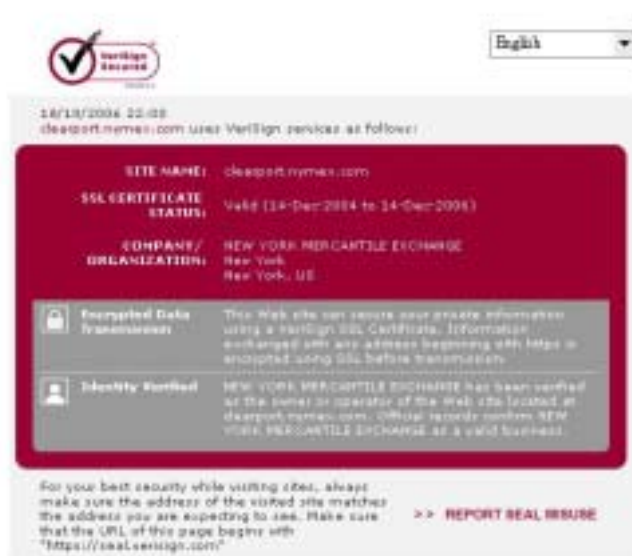 VeriSign
Secured
English
18/10/2006 22:00
clearport.nymex.com uses VeriSign services as follows:
SITE NAME: clearport.nymex.com
SSL CERTIFICATE STATUS: Valid (14-Dec-2004 to 14-Dec-2006)
COMPANY/ORGANIZATION: NEW YORK MERCANTILE EXCHANGE
New York
New York, US
Encrypted Data Transmission
This Web site can secure your private information
using a VeriSign SSL Certificate. Information
exchanged with any address beginning with https is
encrypted using SSL before transmission.
Identity Verified
NEW YORK MERCANTILE EXCHANGE has been verified
as the owner or operator of the Web site located at
clearport.nymex.com. Official records confirm NEW
YORK MERCANTILE EXCHANGE as a valid business.
For your best security while visiting sites, always
make sure the address of the visited site matches
the address you are expecting to see. Make sure
that the URL of this page begins with
"https://seal.verisign.com"
>> REPORT SEAL MISUSE